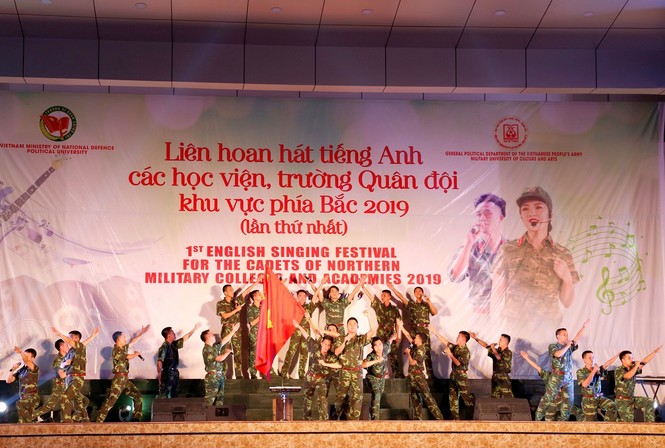 VIETNAM MINISTRY OF NATIONAL DEFENCE
POLITICAL UNIVERSITY
GENERAL POLITICAL DEPARTMENT OF THE VIETNAMESE PEOPLE'S ARMY
MILITARY UNIVERSITY OF CULTURE AND ARTS
Liên hoan hát tiếng Anh
các học viện, trường Quân đội
khu vực phía Bắc 2019
(lần thứ nhất)
1ST ENGLISH SINGING FESTIVAL
FOR THE CADETS OF NORTHERN
MILITARY COLLEGES AND ACADEMIES 2019